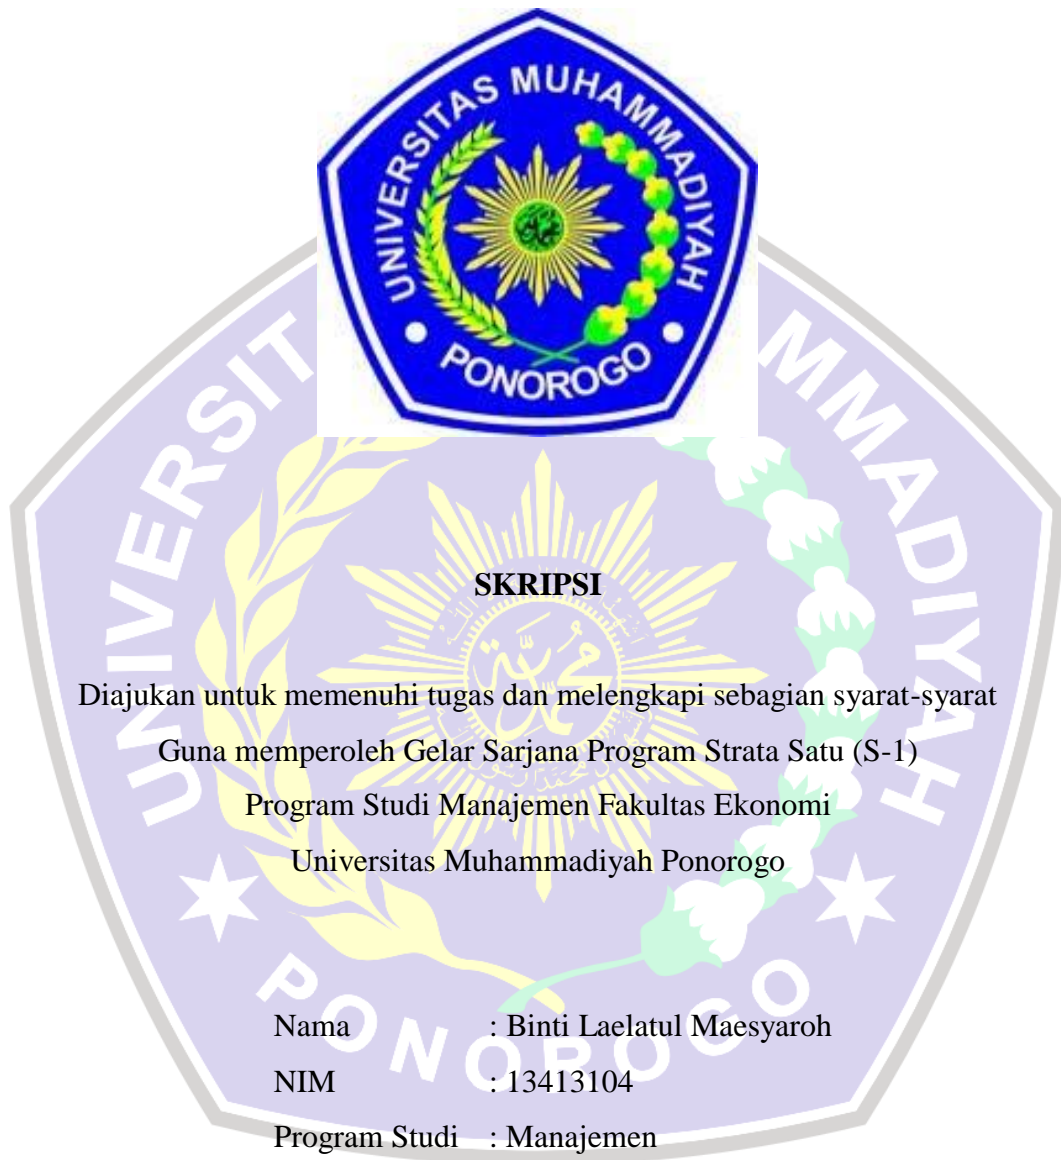 UNIVERSITAS MUHAMMADIYAH
PONOROGO
SKRIPSI
Diajukan untuk memenuhi tugas dan melengkapi sebagian syarat-syarat
Guna memperoleh Gelar Sarjana Program Strata Satu (S-1)
Program Studi Manajemen Fakultas Ekonomi
Universitas Muhammadiyah Ponorogo
Nama : Binti Laelatul Maesyaroh
NIM : 13413104
Program Studi : Manajemen
PONOROGO